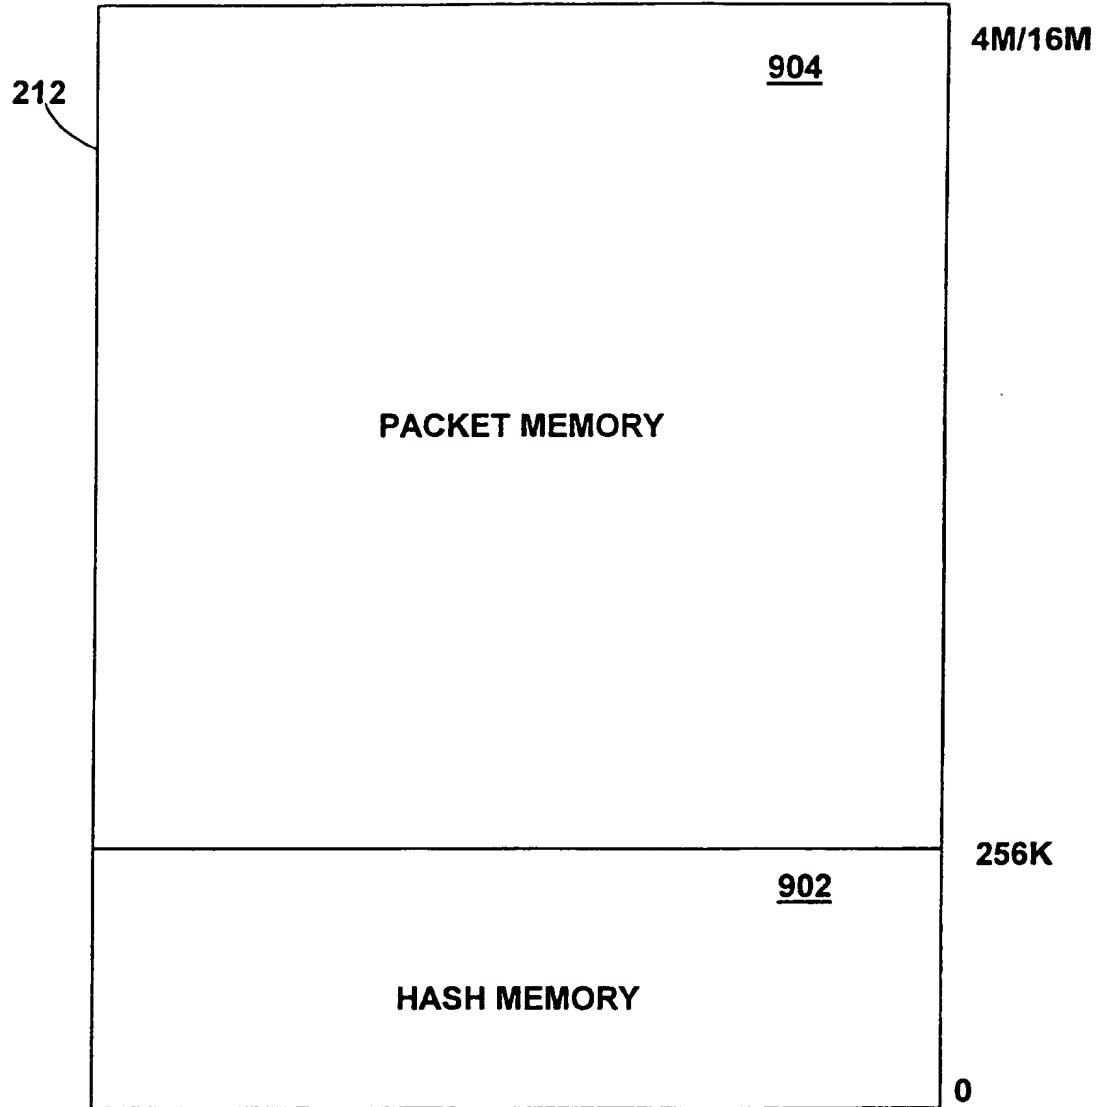 4M/16M
904
212
PACKET MEMORY
256K
902
HASH MEMORY
0